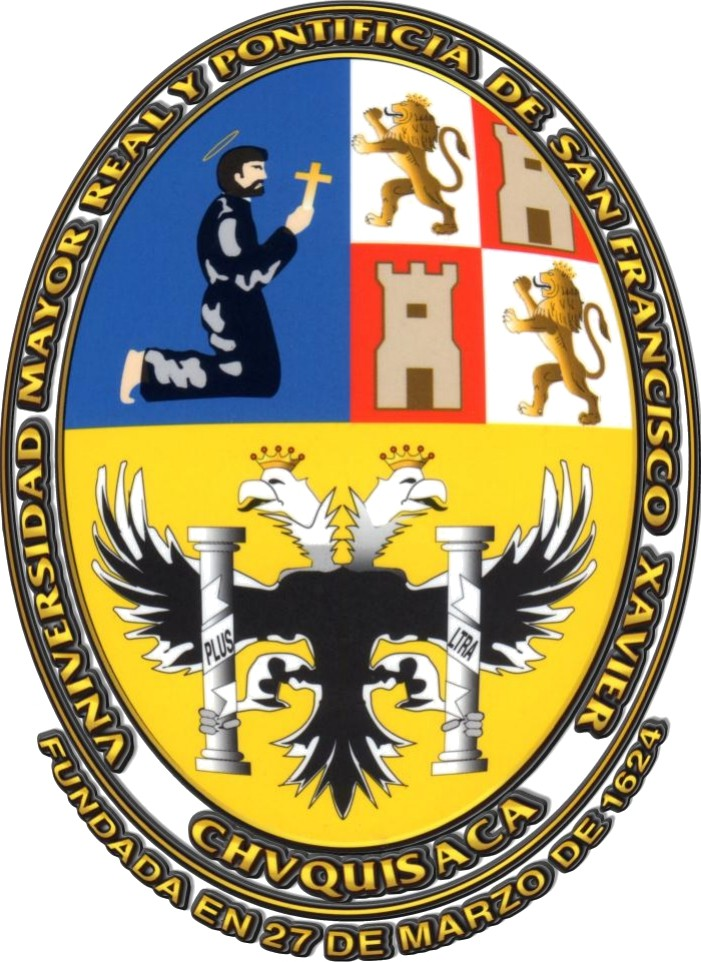 VNIVERSIDAD MAYOR REAL Y PONTIFICIA DE SAN FRANCISCO XAVIER
PLUS
LTRA
CHVQUISACA
FUNDADA EN 27 DE MARZO DE 1624